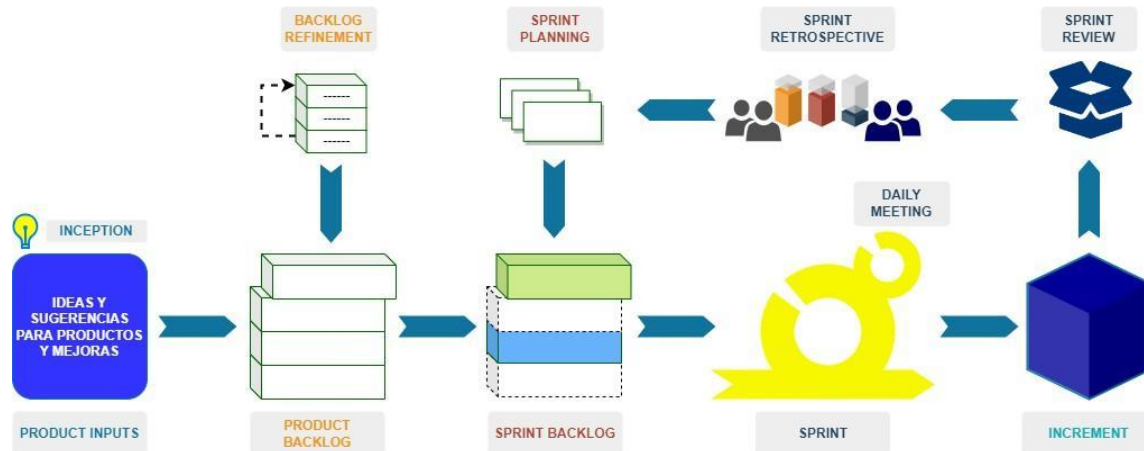 BACKLOG
REFINEMENT
SPRINT
PLANNING
SPRINT
RETROSPECTIVE
SPRINT
REVIEW
------
------
------
DAILY
MEETING
INCEPTION
IDEAS Y
SUGERENCIAS
PARA PRODUCTOS
Y MEJORAS
PRODUCT INPUTS
PRODUCT
BACKLOG
SPRINT BACKLOG
SPRINT
INCREMENT